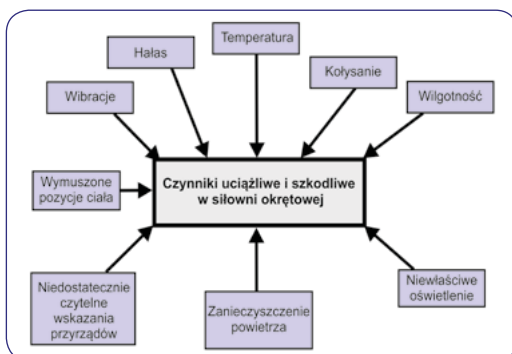 Temperatura
Hałas
Kołysanie
Wibracje
Wilgotność
Czynniki uciążliwe i szkodliwe
w siłowni okrętowej
Wymuszone
pozycje ciała
Niedostatecznie
czytelne
wskazania
przyrządów
Zanieczyszczenie
powietrza
Niewłaściwe
oświetlenie